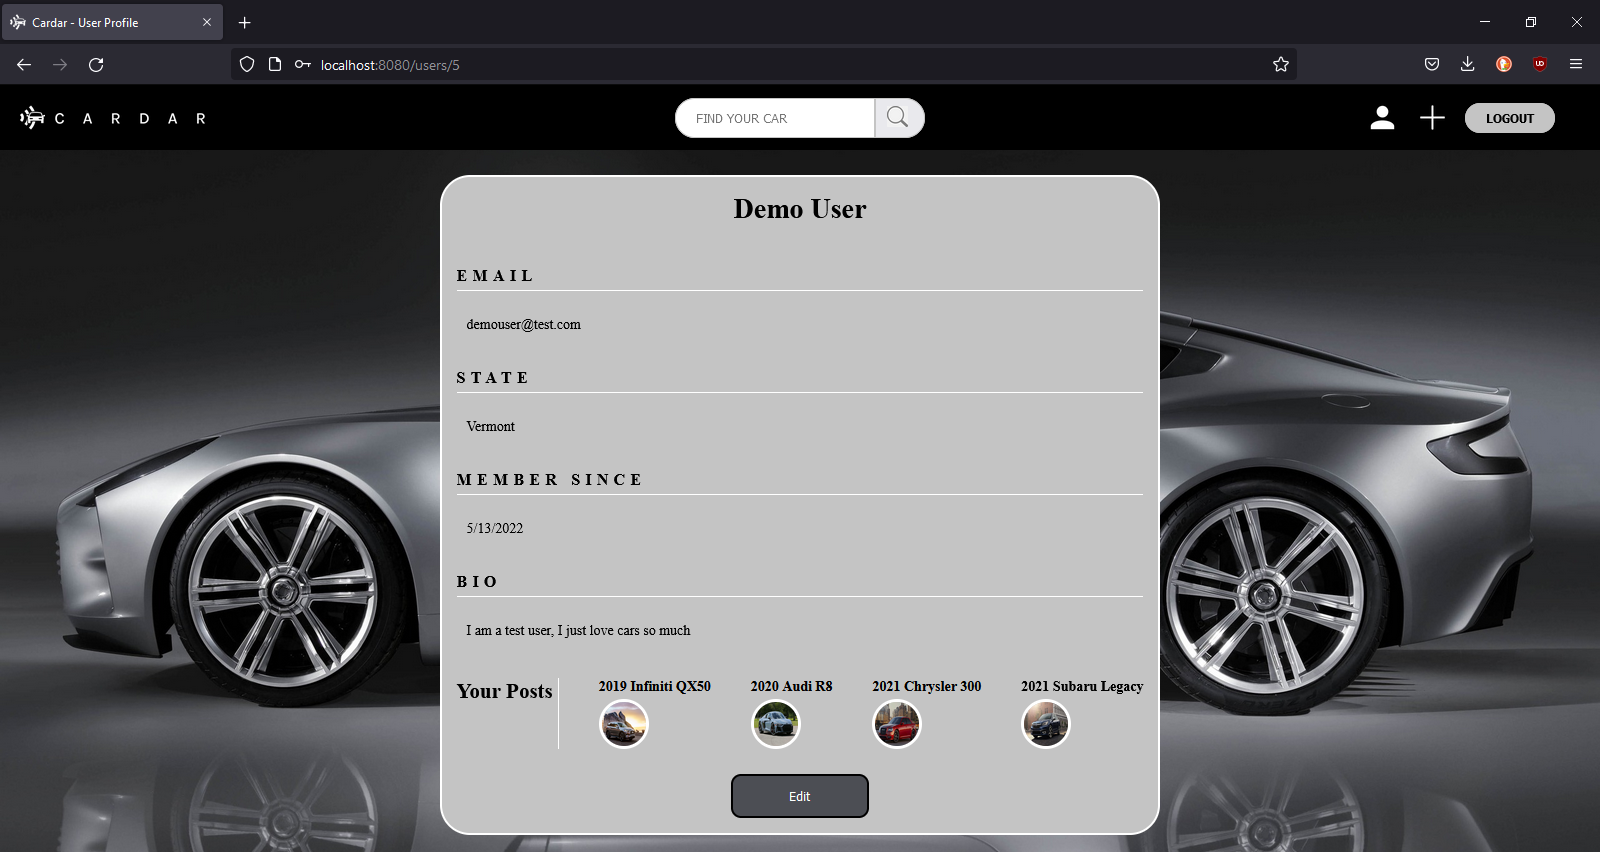 Cardar - User Profile
localhost:8080/users/5
CARDAR
FIND YOUR CAR
LOGOUT
Demo User
EMAIL
demouser@test.com
STATE
Vermont
MEMBER SINCE
5/13/2022
BIO
I am a test user, I just love cars so much
Your Posts
2019 Infiniti QX50
2020 Audi R8
2021 Chrysler 300
2021 Subaru Legacy
Edit